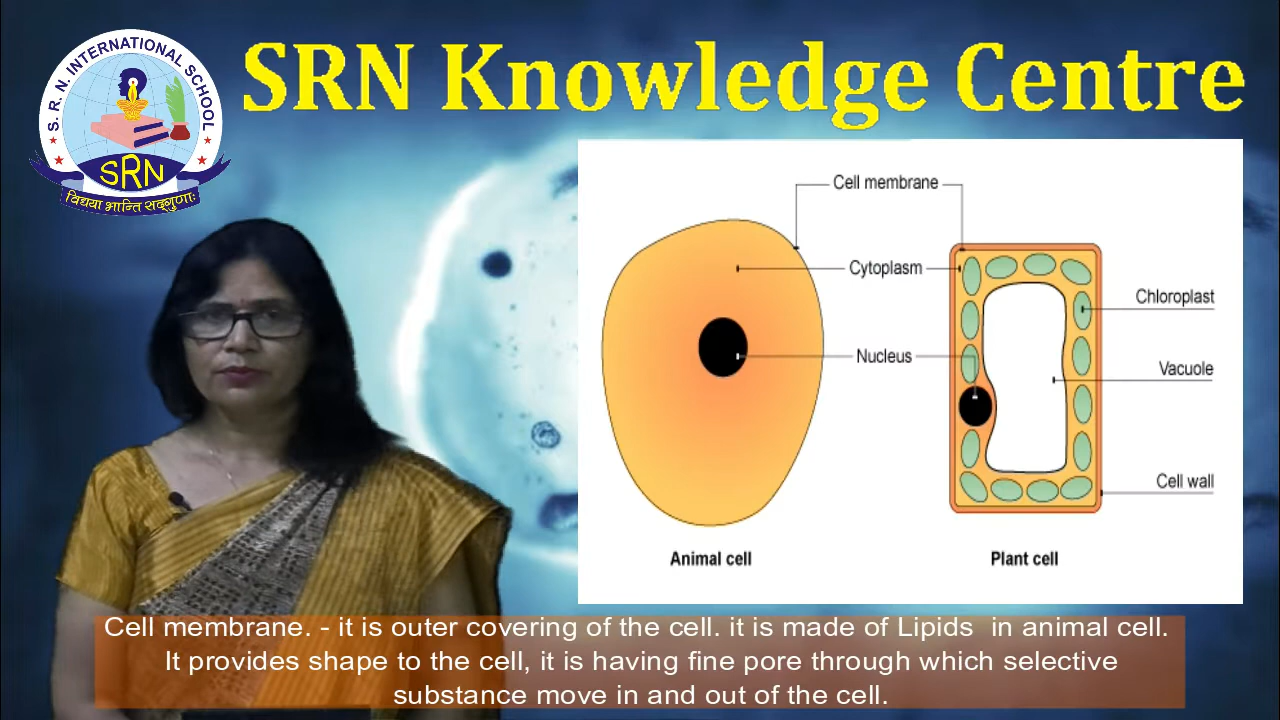 S. R. N. INTERNATIONAL SCHOOL
SRN
विद्यया भान्ति सद्गुणाः
SRN Knowledge Centre
Cell membrane
Cytoplasm
Chloroplast
Nucleus
Vacuole
Cell wall
Animal cell
Plant cell
Cell membrane. - it is outer covering of the cell. it is made of Lipids  in animal cell.
It provides shape to the cell, it is having fine pore through which selective
substance move in and out of the cell.